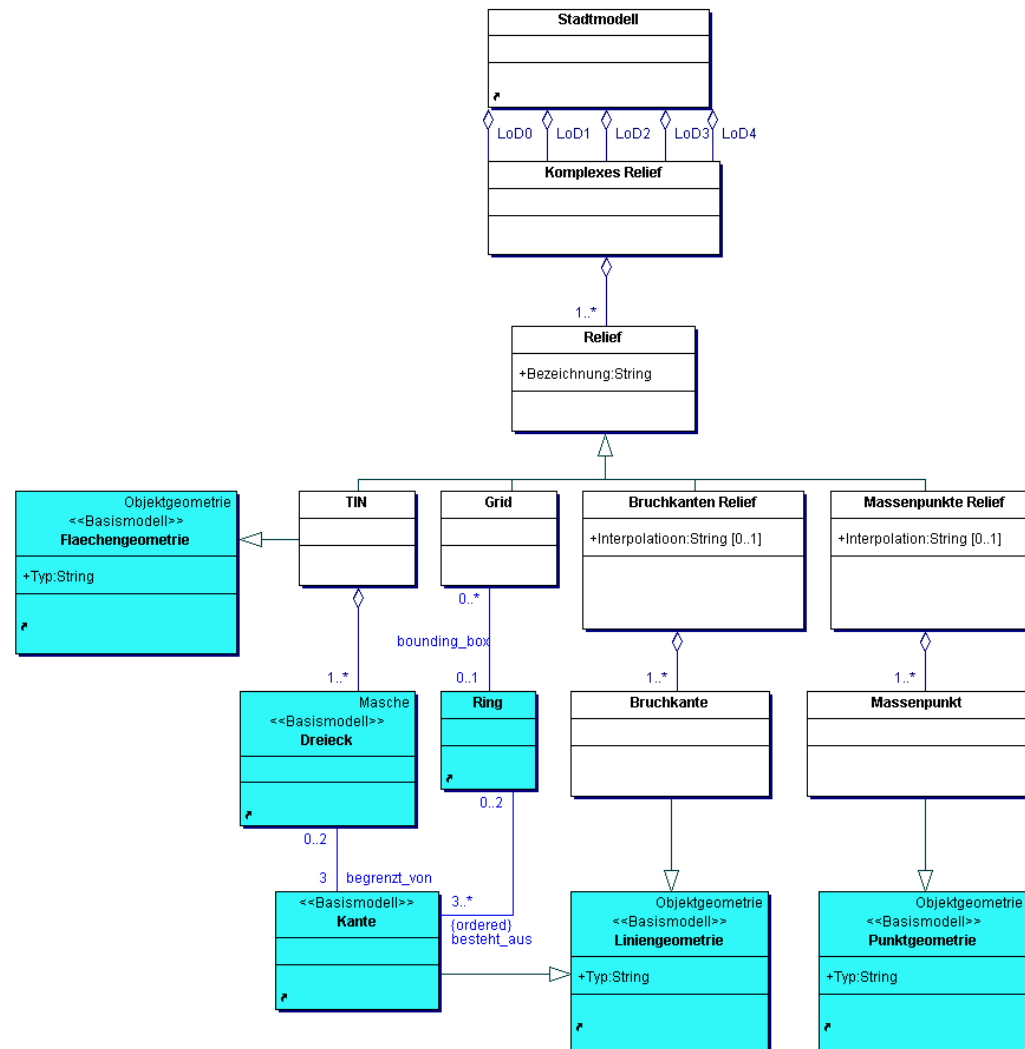 Stadtmodell
LoD0
LoD1
LoD2
LoD3
LoD4
Komplexes Relief
1..*
Relief
+Bezeichnung:String
Objektgeometrie
<<Basismodell>>
Flaechengeometrie
+Typ:String
TIN
Grid
Bruchkanten Relief
+Interpolatioon:String [0..1]
Massenpunkte Relief
+Interpolation:String [0..1]
0..*
bounding_box
1..*
0..1
1..*
1..*
Masche
<<Basismodell>>
Dreieck
Ring
Bruchkante
Massenpunkt
0..2
0..2
3
begrenzt_von
3..*
{ordered}
besteht_aus
<<Basismodell>>
Kante
Objektgeometrie
<<Basismodell>>
Liniengeometrie
+Typ:String
Objektgeometrie
<<Basismodell>>
Punktgeometrie
+Typ:String